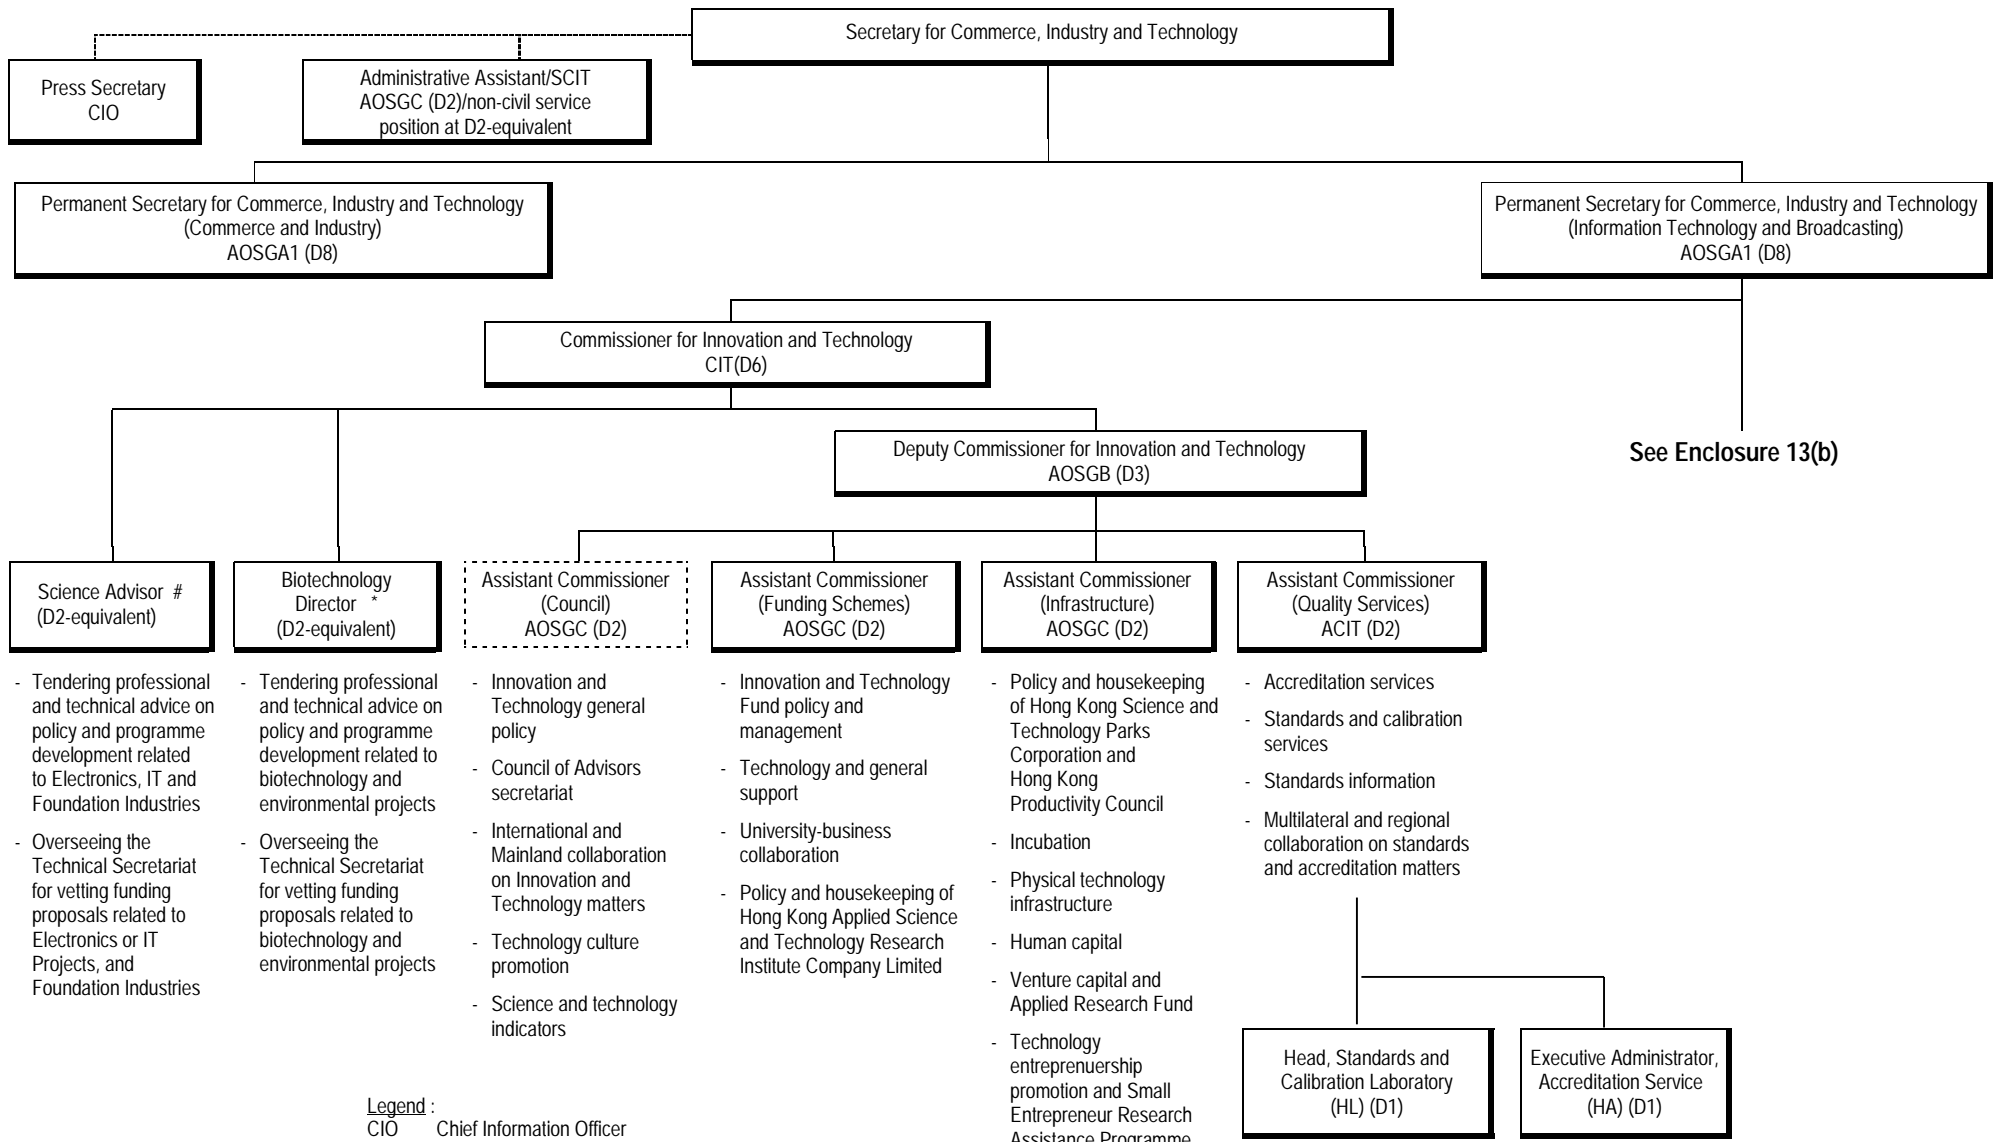 Secretary for Commerce, Industry and Technology
Press Secretary
CIO
Administrative Assistant/SCIT
AOSGC (D2)/non-civil service
position at D2-equivalent
Permanent Secretary for Commerce, Industry and Technology
(Commerce and Industry)
AOSGA1 (D8)
Permanent Secretary for Commerce, Industry and Technology
(Information Technology and Broadcasting)
AOSGA1 (D8)
Commissioner for Innovation and Technology
CIT(D6)
Deputy Commissioner for Innovation and Technology
AOSGB (D3)
See Enclosure 13(b)
Science Advisor #
(D2-equivalent)
- Tendering professional
and technical advice on
policy and programme
development related
to Electronics, IT and
Foundation Industries
- Overseeing the
Technical Secretariat
for vetting funding
proposals related to
Electronics or IT
Projects, and
Foundation Industries
Biotechnology
Director *
(D2-equivalent)
- Tendering professional
and technical advice on
policy and programme
development related to
biotechnology and
environmental projects
- Overseeing the
Technical Secretariat
for vetting funding
proposals related to
biotechnology and
environmental projects
Assistant Commissioner
(Council)
AOSGC (D2)
- Innovation and
Technology general
policy
- Council of Advisors
secretariat
- International and
Mainland collaboration
on Innovation and
Technology matters
- Technology culture
promotion
- Science and technology
indicators
Assistant Commissioner
(Funding Schemes)
AOSGC (D2)
- Innovation and Technology
Fund policy and
management
- Technology and general
support
- University-business
collaboration
- Policy and housekeeping of
Hong Kong Applied Science
and Technology Research
Institute Company Limited
Assistant Commissioner
(Infrastructure)
AOSGC (D2)
- Policy and housekeeping
of Hong Kong Science and
Technology Parks
Corporation and
Hong Kong
Productivity Council
- Incubation
- Physical technology
infrastructure
- Human capital
- Venture capital and
Applied Research Fund
- Technology
entreprenuership
promotion and Small
Entrepreneur Research
Assistance Programme
Assistant Commissioner
(Quality Services)
ACIT (D2)
- Accreditation services
- Standards and calibration
services
- Standards information
- Multilateral and regional
collaboration on standards
and accreditation matters
Head, Standards and
Calibration Laboratory
(HL) (D1)
Executive Administrator,
Accreditation Service
(HA) (D1)
Legend :
CIO Chief Information Officer